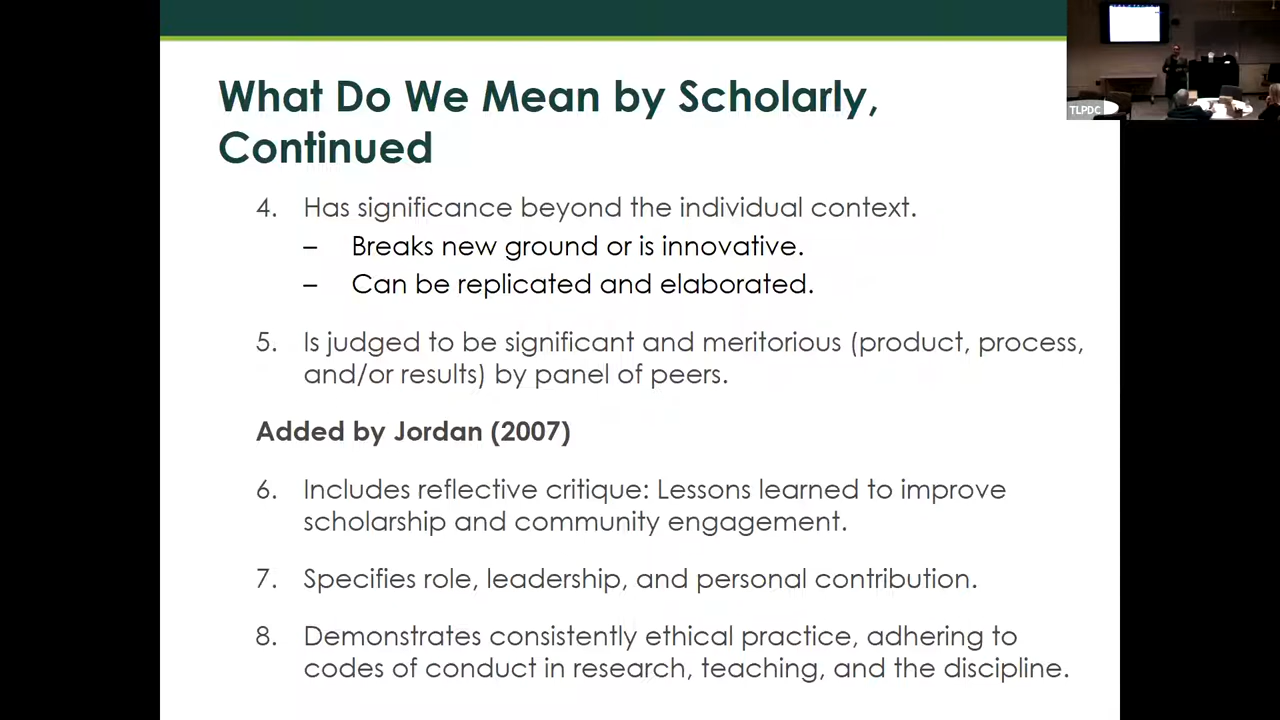 What Do We Mean by Scholarly,
Continued
4. Has significance beyond the individual context.
– Breaks new ground or is innovative.
– Can be replicated and elaborated.
5. Is judged to be significant and meritorious (product, process,
and/or results) by panel of peers.
Added by Jordan (2007)
6. Includes reflective critique: Lessons learned to improve
scholarship and community engagement.
7. Specifies role, leadership, and personal contribution.
8. Demonstrates consistently ethical practice, adhering to
codes of conduct in research, teaching, and the discipline.
TLPDC